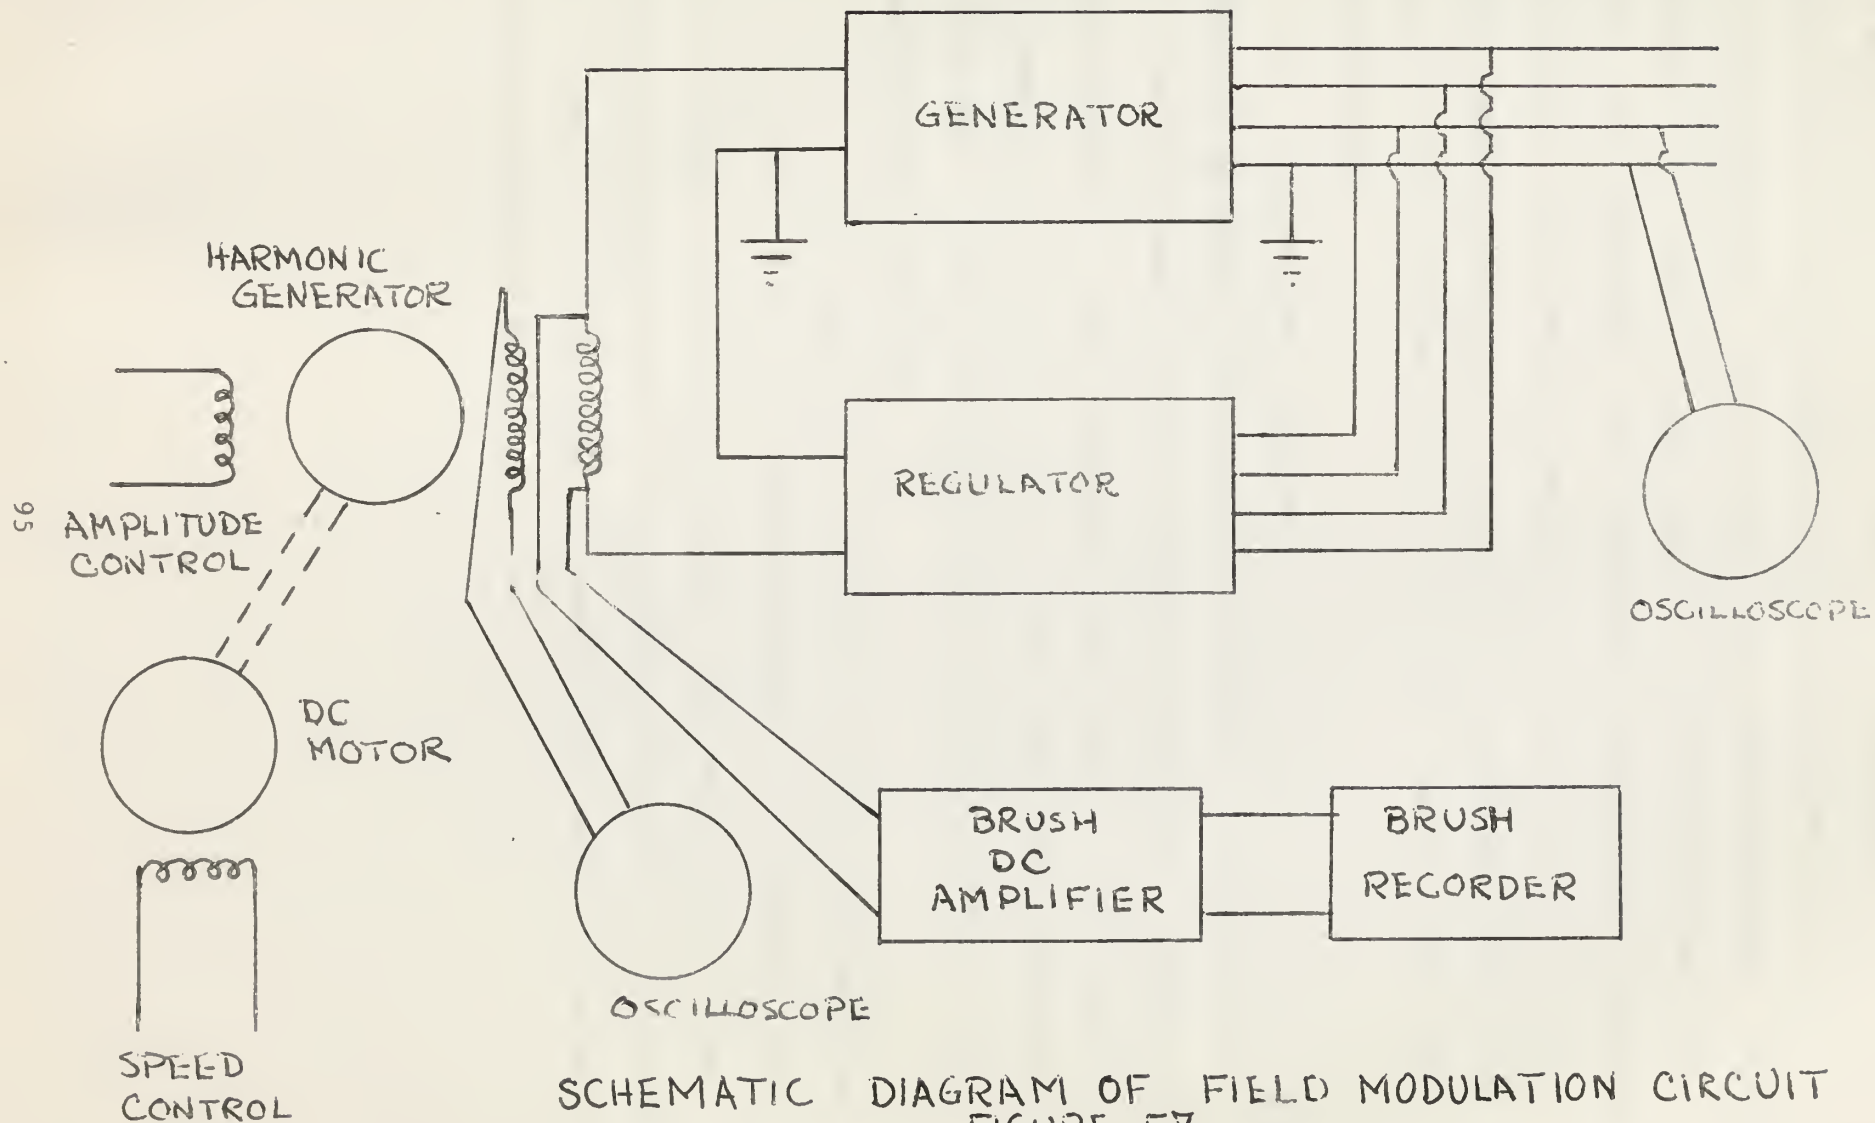 GENERATOR
HARMONIC
GENERATOR
AMPLITUDE
CONTROL
95
REGULATOR
OSCILLOSCOPE
DC
MOTOR
BRUSH
DC
AMPLIFIER
BRUSH
RECORDER
OSCILLOSCOPE
SPEED
CONTROL
SCHEMATIC DIAGRAM OF FIELD MODULATION CIRCUIT
FIGURE